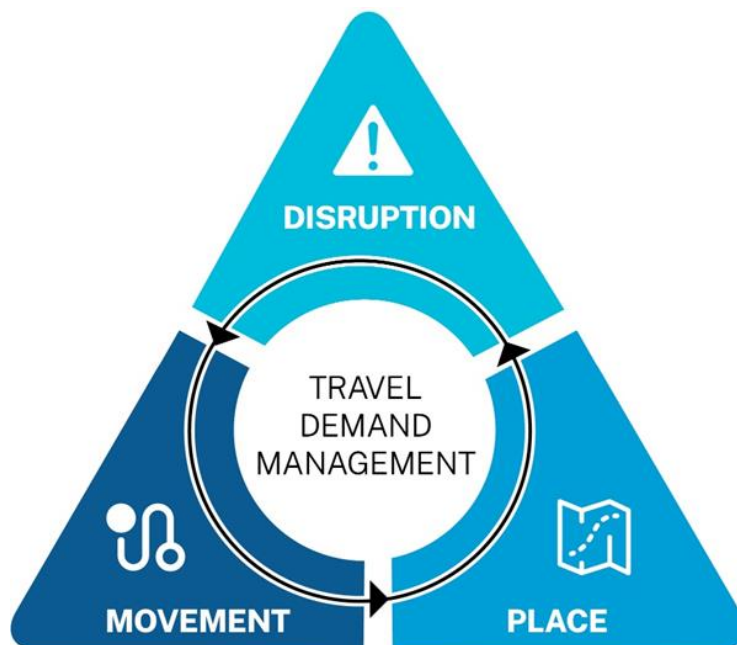 DISRUPTION
TRAVEL
DEMAND
MANAGEMENT
MOVEMENT
PLACE